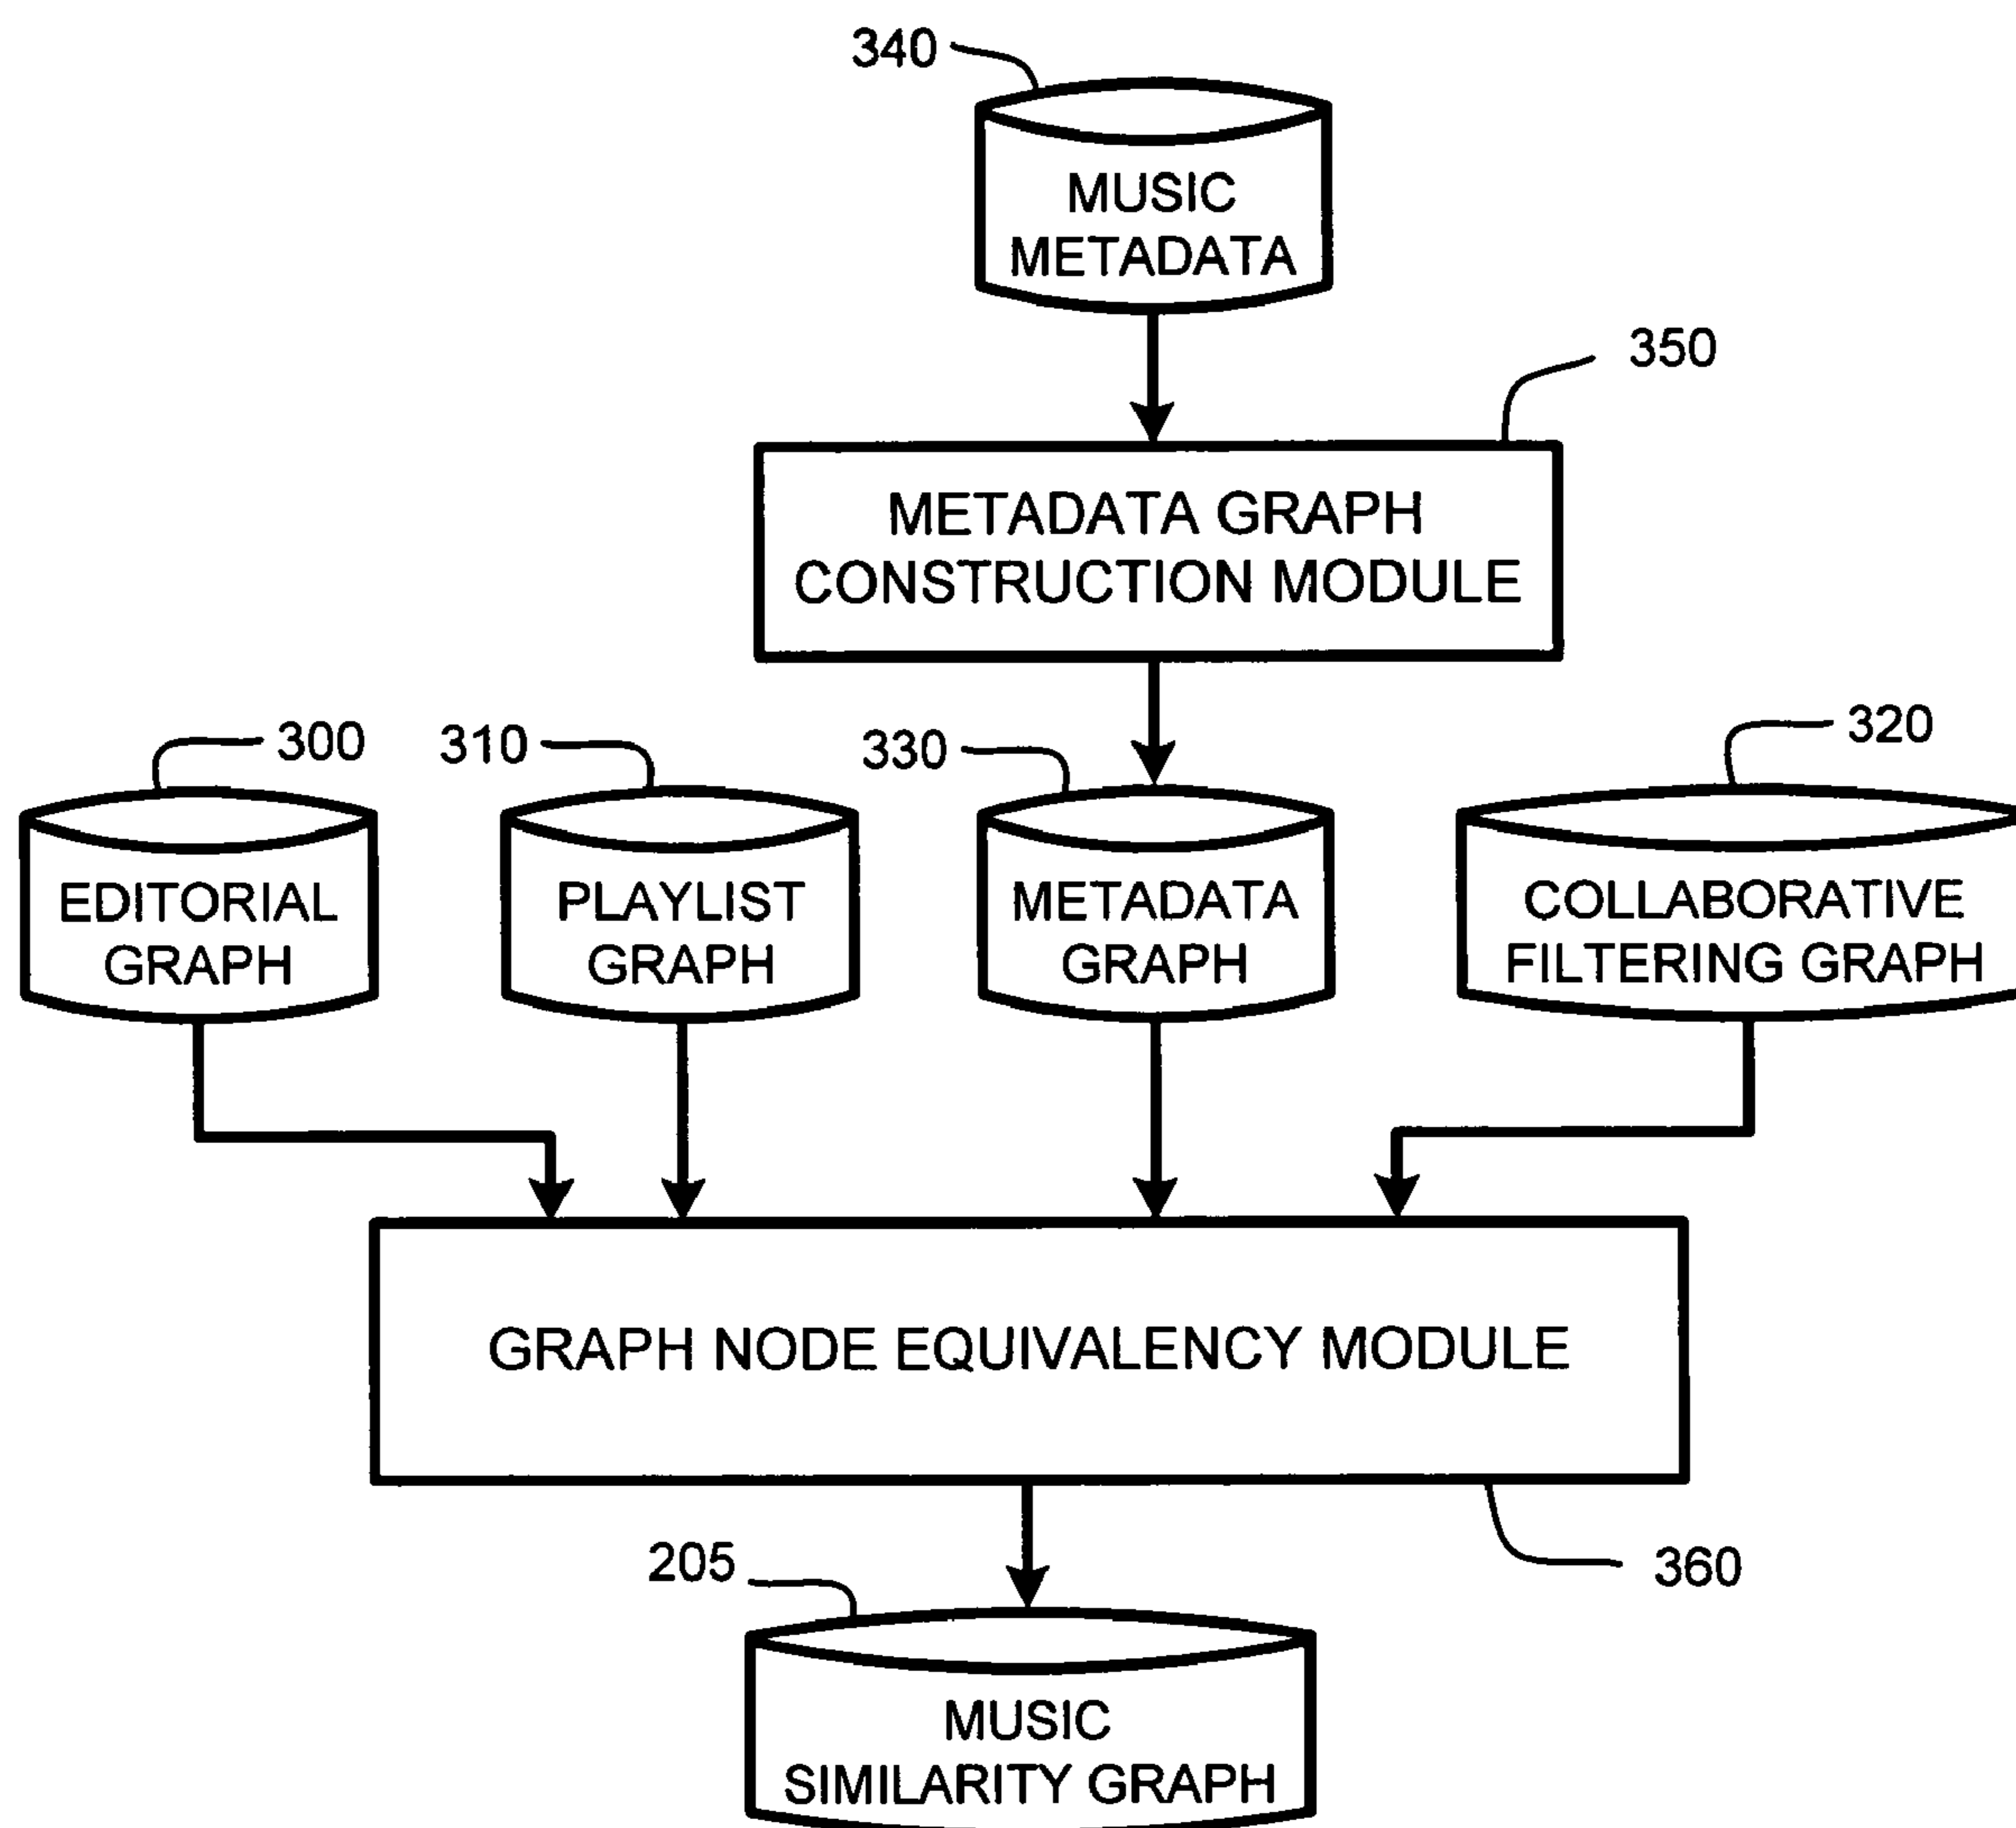 340
MUSIC
METADATA
350
METADATA GRAPH
CONSTRUCTION MODULE
300
310
330
320
EDITORIAL
GRAPH
PLAYLIST
GRAPH
METADATA
GRAPH
COLLABORATIVE
FILTERING GRAPH
GRAPH NODE EQUIVALENCY MODULE
205
360
MUSIC
SIMILARITY GRAPH